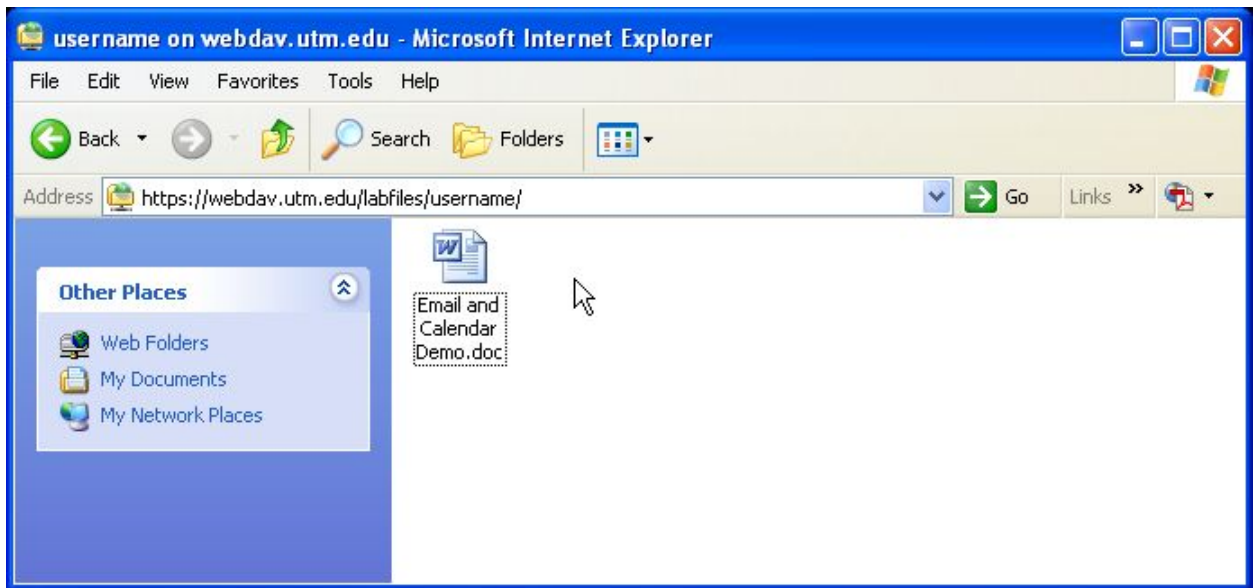 username on webdav.utm.edu - Microsoft Internet Explorer
File Edit View Favorites Tools Help
Back Search Folders
Address https://webdav.utm.edu/labfiles/username/ Go Links »
Other Places
Web Folders
My Documents
My Network Places
Email and
Calendar
Demo.doc